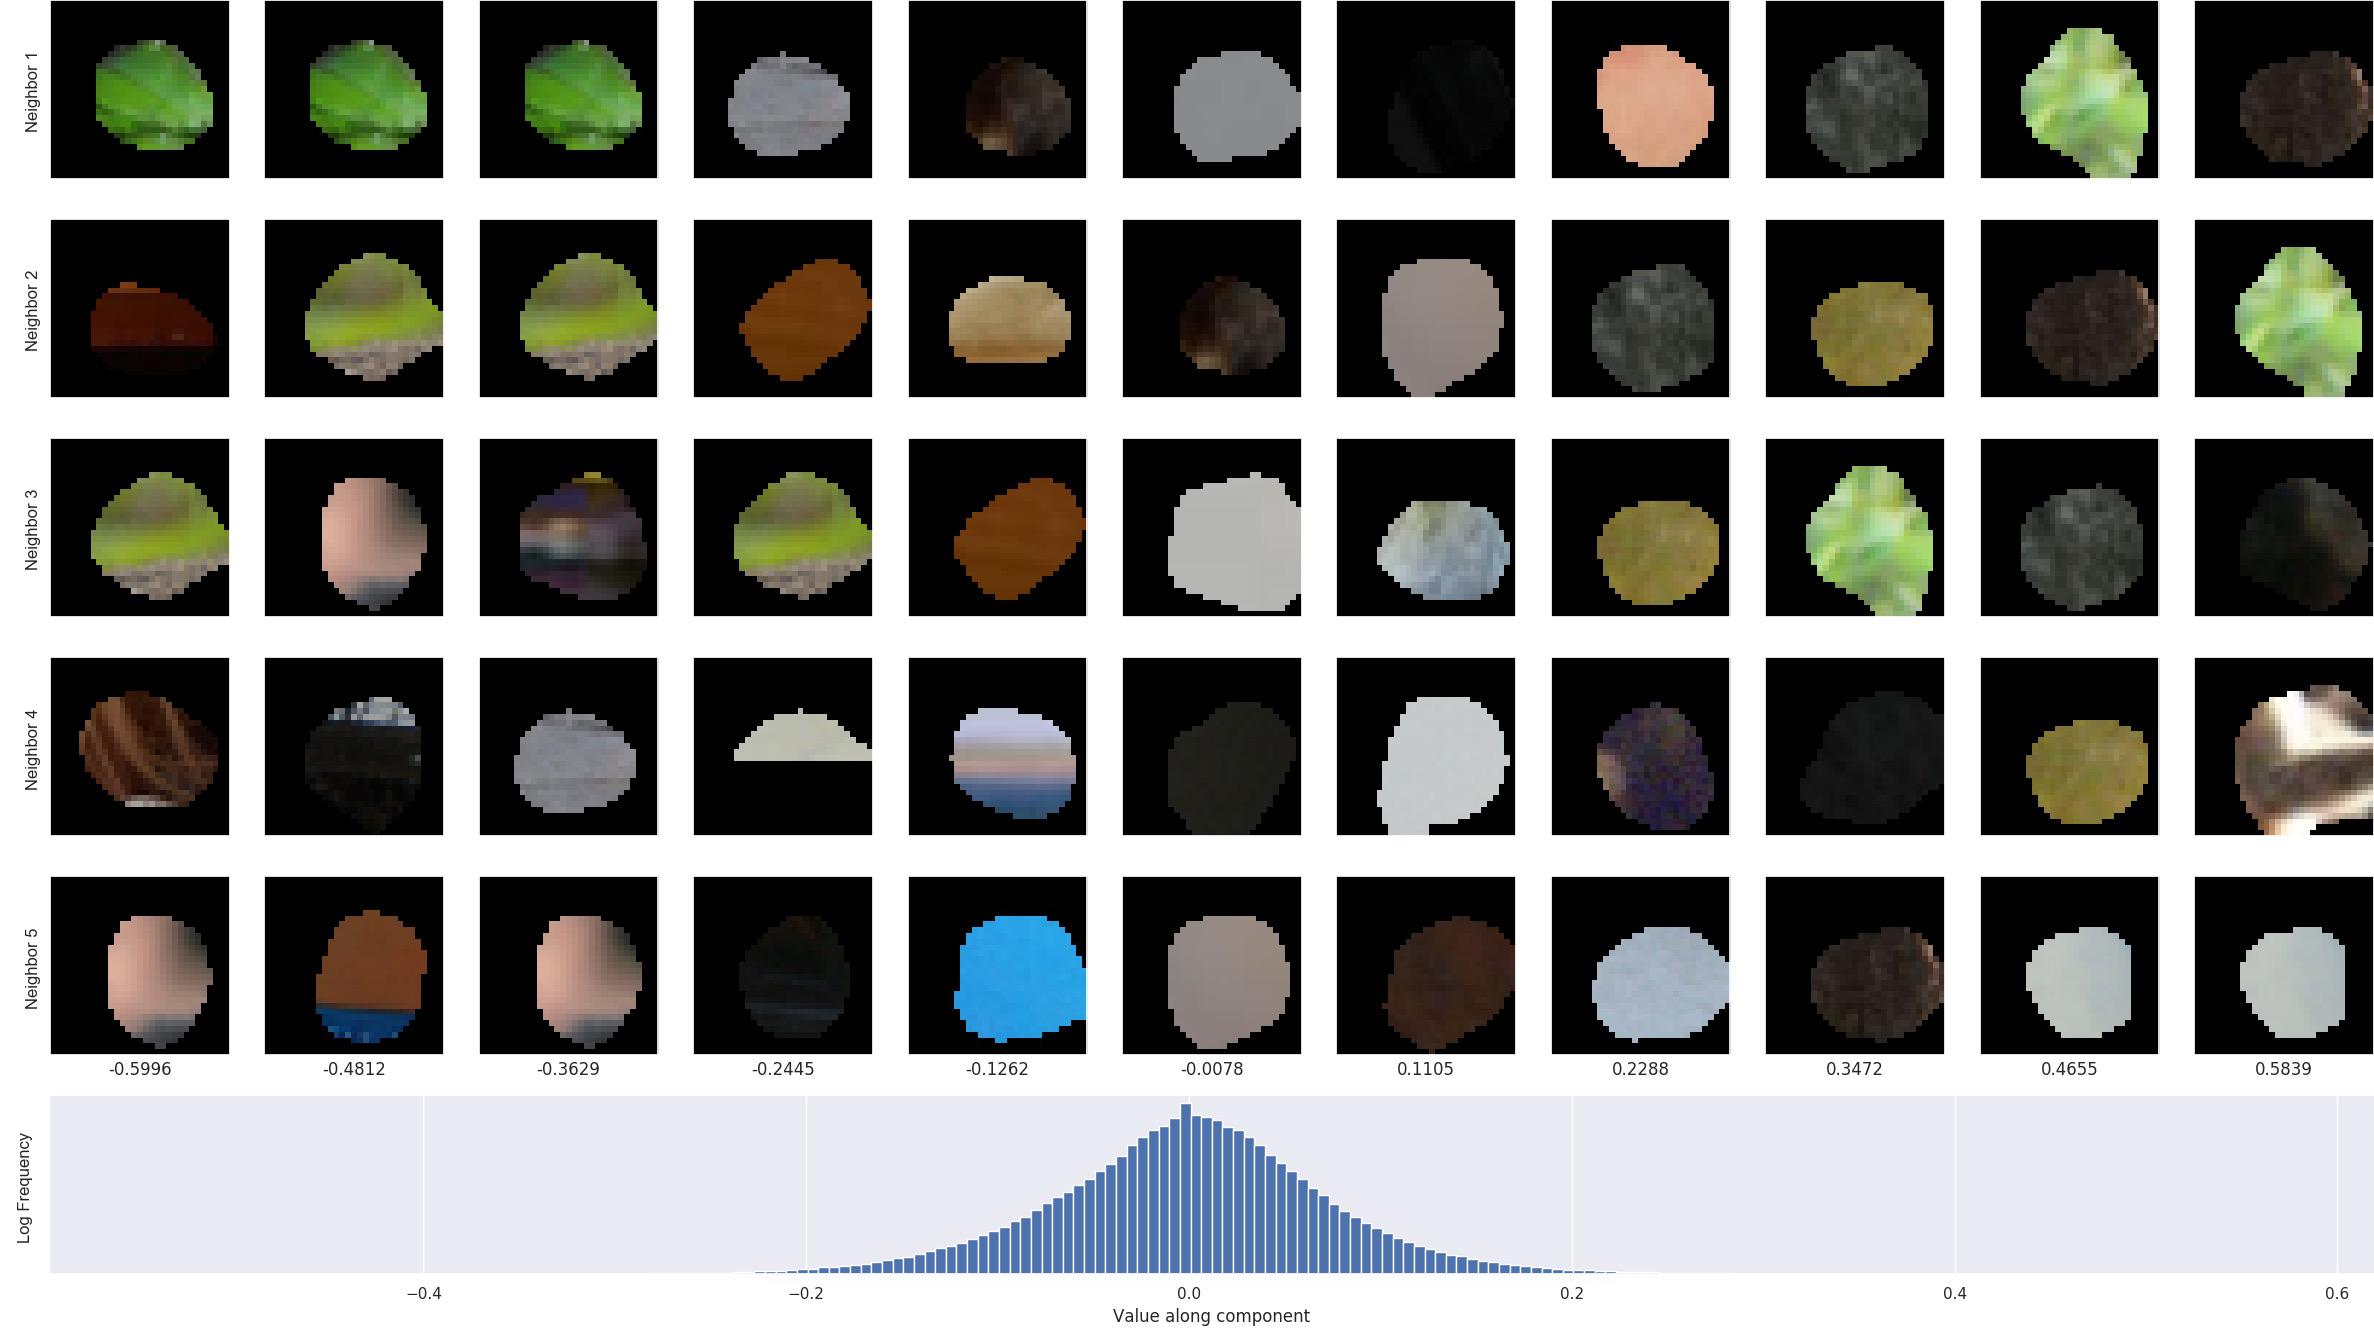 Neighbor 1
Neighbor 2
Neighbor 3
Neighbor 4
Neighbor 5
-0.5996 -0.4812 -0.3629 -0.2445 -0.1262 -0.0078 0.1105 0.2288 0.3472 0.4655 0.5839
Log Frequency
−0.4 −0.2 0.0 0.2 0.4 0.6
Value along component